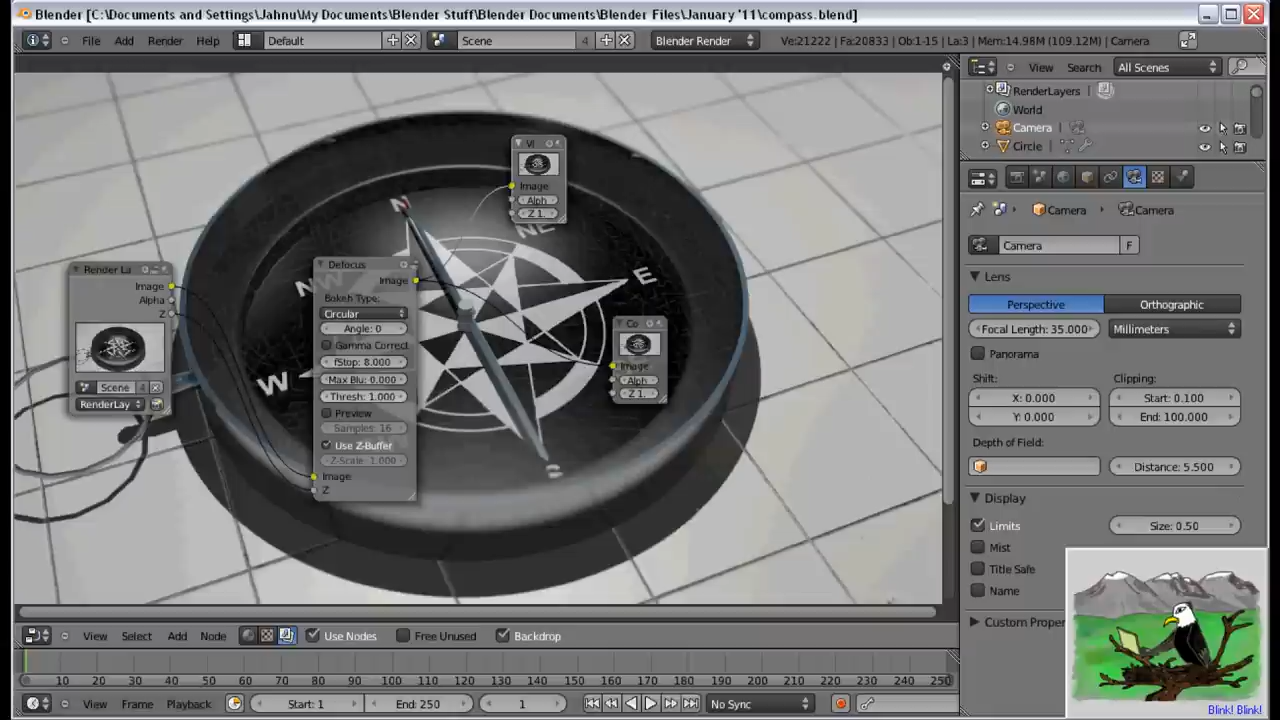 Blender [C:\Documents and Settings\Jahnu\My Documents\Blender Stuff\Blender Documents\Blender Files\January '11\compass.blend]
File Add Render Help Default Scene 4 Blender Render Ve:21222 | Fa:20833 | Ob:1-15 | La:3 | Mem:14.98M (109.12M) | Camera
View Search All Scenes
RenderLayers
World
Camera
Circle
Camera Camera
Camera F
Lens
Perspective Orthographic
Focal Length: 35.000 Millimeters
Panorama
Shift: Clipping:
X: 0.000 Start: 0.100
Y: 0.000 End: 100.000
Depth of Field:
Distance: 5.500
Display
Limits Size: 0.50
Mist
Title Safe
Name
Custom Proper
Blink! Blink!
VI
Image
Alph
Z 1.
N
NE
E
NW
W
S
Render La
Image
Alpha
Z
Scene 4
RenderLay
Defocus
Image
Bokeh Type:
Circular
Angle: 0
Gamma Correct
fStop: 8.000
Max Blu: 0.000
Thresh: 1.000
Preview
Samples: 16
Use Z-Buffer
Z-Scale: 1.000
Image
Z
Co
Image
Alph
Z 1.
View Select Add Node Use Nodes Free Unused Backdrop
10 20 30 40 50 60 70 80 90 100 110 120 130 140 150 160 170 180 190 200 210 220 230 240 250
View Frame Playback Start: 1 End: 250 1 No Sync